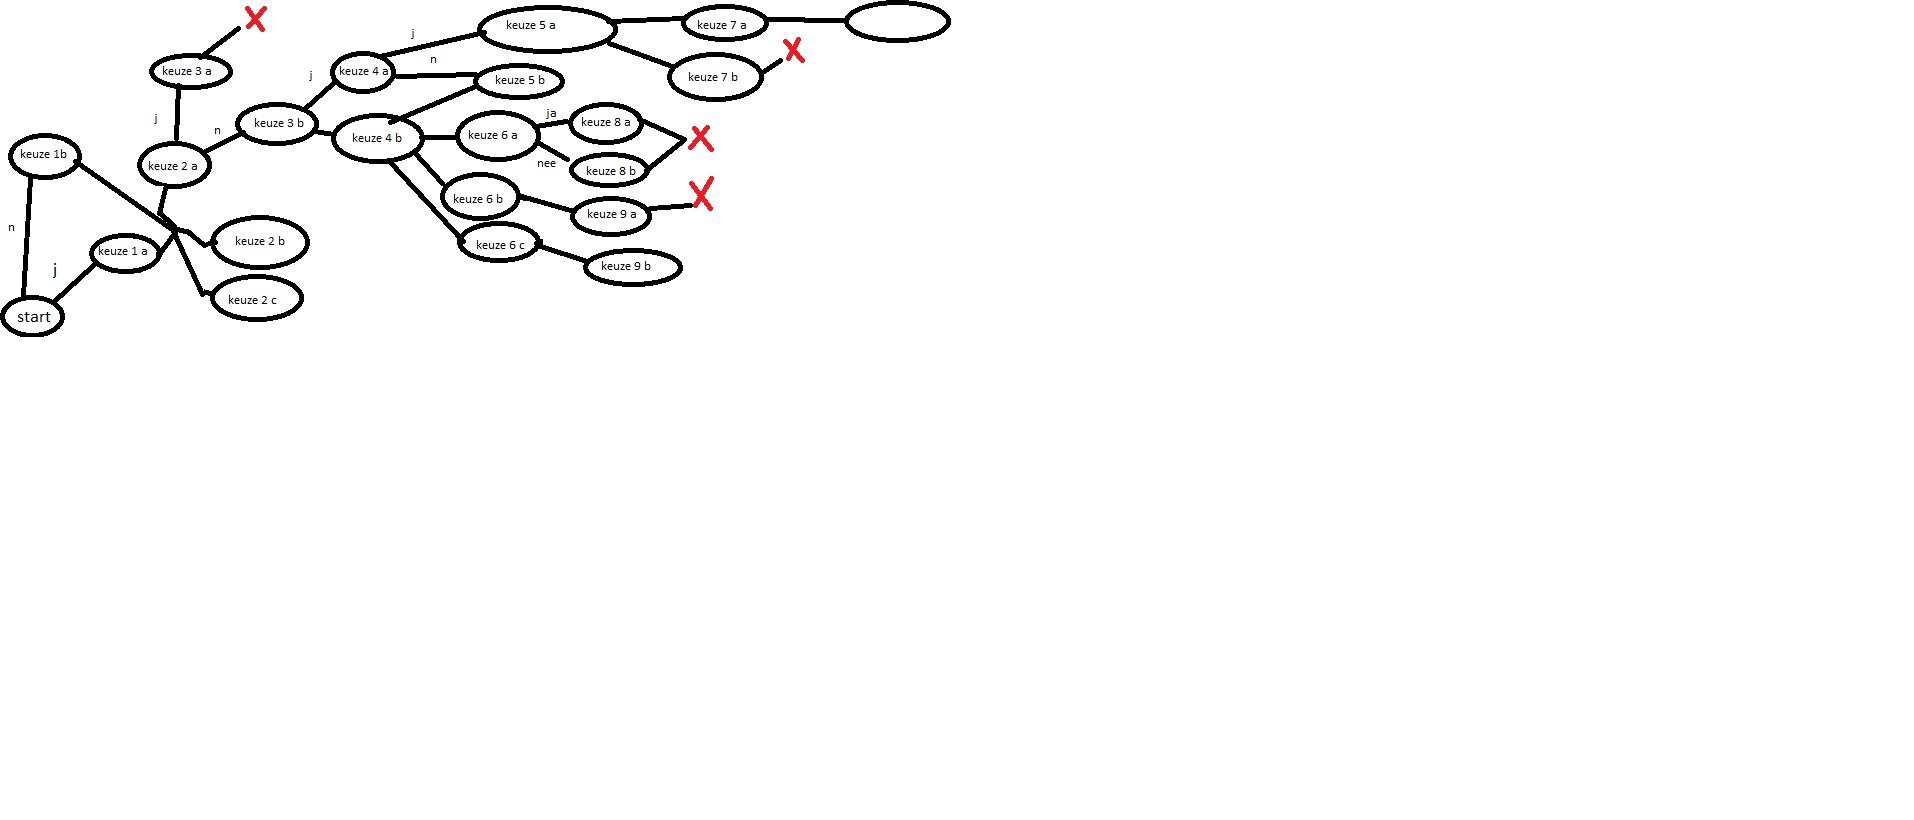 keuze 5 a
keuze 7 a
j
keuze 3 a
j
keuze 4 a
n
keuze 5 b
keuze 7 b
j
n
keuze 3 b
keuze 4 b
keuze 6 a
ja
keuze 8 a
nee
keuze 8 b
keuze 1b
keuze 2 a
keuze 6 b
keuze 9 a
n
keuze 1 a
keuze 2 b
keuze 6 c
keuze 9 b
j
keuze 2 c
start